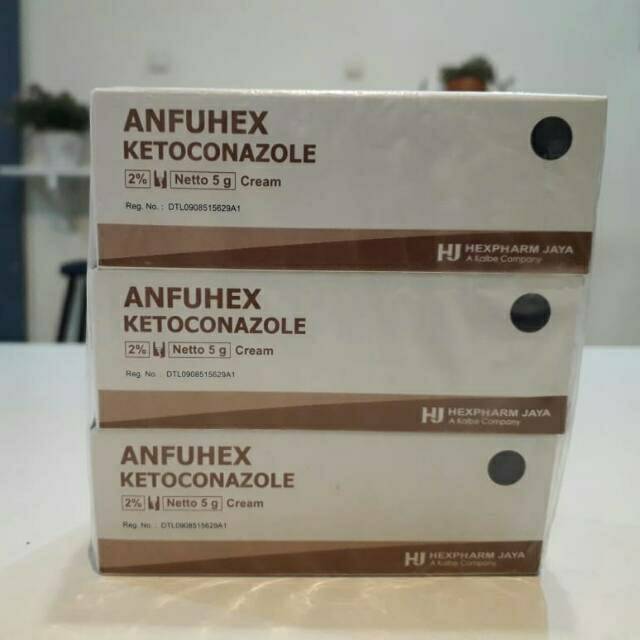 ANFUHEX
KETOCONAZOLE
2% Netto 5 g Cream
Reg. No. : DTL0908515629A1
HJ HEXPHARM JAYA
A Kalbe Company
ANFUHEX
KETOCONAZOLE
2% Netto 5 g Cream
Reg. No. : DTL0908515629A1
HJ HEXPHARM JAYA
A Kalbe Company
ANFUHEX
KETOCONAZOLE
2% Netto 5 g Cream
Reg. No. : DTL0908515629A1
HJ HEXPHARM JAYA
A Kalbe Company